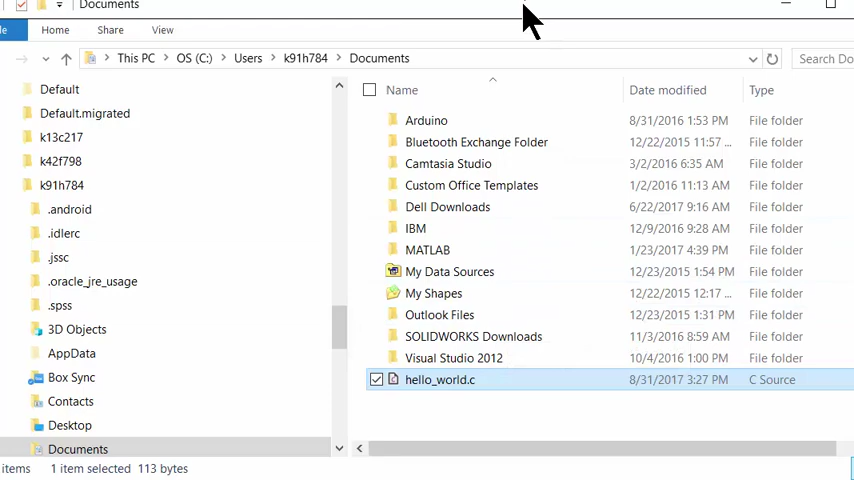 Documents
le Home Share View
This PC > OS (C:) > Users > k91h784 > Documents
Search Do
Default
Default.migrated
k13c217
k42f798
k91h784
.android
.idlerc
.jssc
.oracle_jre_usage
.spss
3D Objects
AppData
Box Sync
Contacts
Desktop
Documents
Name Date modified Type
Arduino 8/31/2016 1:53 PM File folder
Bluetooth Exchange Folder 12/22/2015 11:57 ... File folder
Camtasia Studio 3/2/2016 6:35 AM File folder
Custom Office Templates 1/2/2016 11:13 AM File folder
Dell Downloads 6/22/2017 9:16 AM File folder
IBM 12/9/2016 9:28 AM File folder
MATLAB 1/23/2017 4:39 PM File folder
My Data Sources 12/23/2015 1:54 PM File folder
My Shapes 12/22/2015 12:17 ... File folder
Outlook Files 12/23/2015 1:31 PM File folder
SOLIDWORKS Downloads 11/3/2016 8:59 AM File folder
Visual Studio 2012 10/4/2016 1:00 PM File folder
hello_world.c 8/31/2017 3:27 PM C Source
items 1 item selected 113 bytes